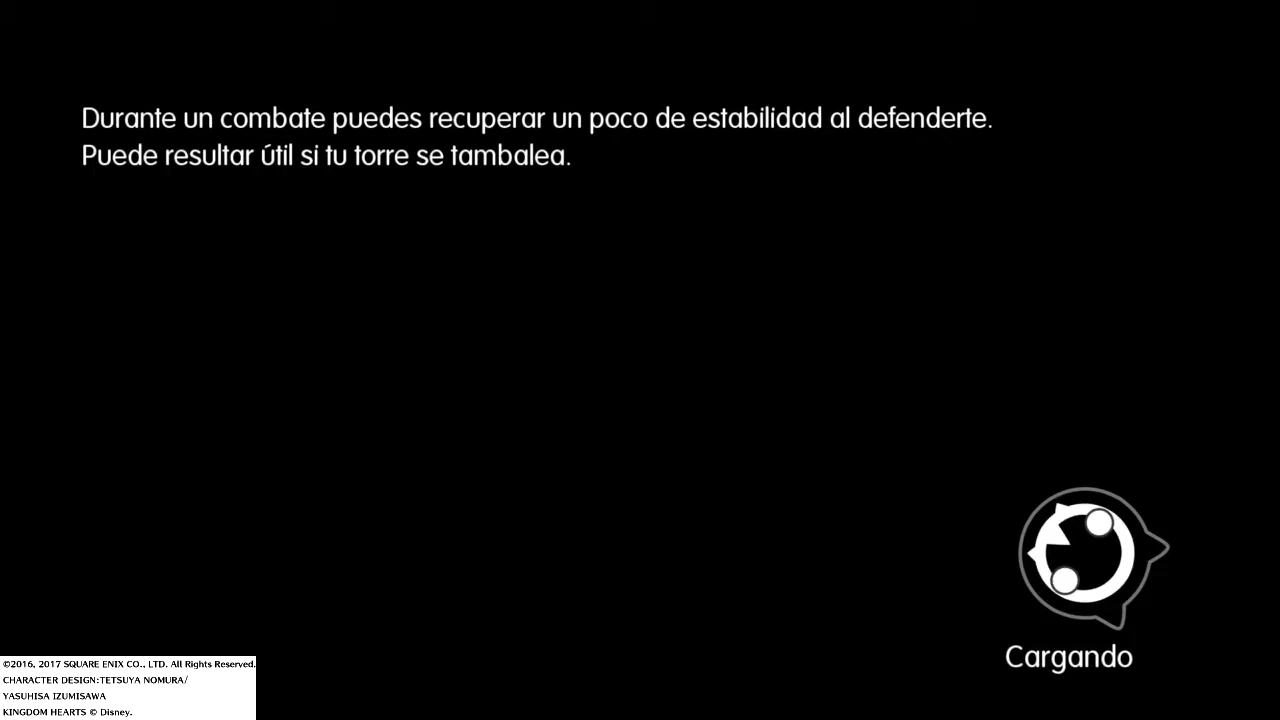 Durante un combate puedes recuperar un poco de estabilidad al defenderte.
Puede resultar útil si tu torre se tambalea.
Cargando
©2016, 2017 SQUARE ENIX CO., LTD. All Rights Reserved.
CHARACTER DESIGN:TETSUYA NOMURA/
YASUHISA IZUMISAWA
KINGDOM HEARTS © Disney.